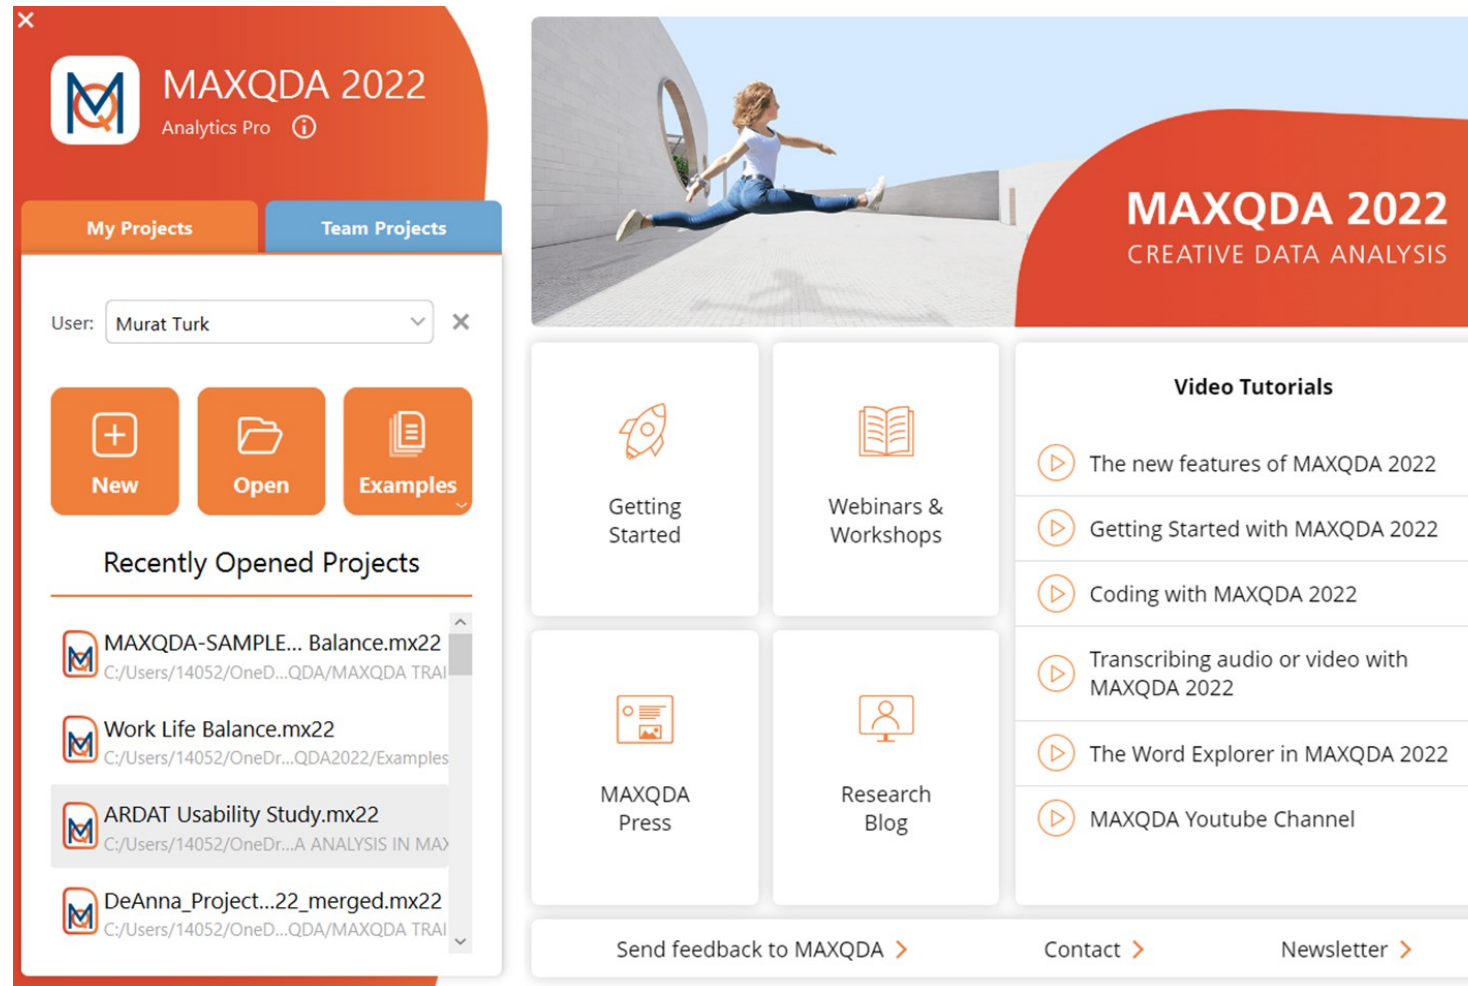 MAXQDA 2022
Analytics Pro
My Projects
Team Projects
User:
Murat Turk
New
Open
Examples
Recently Opened Projects
MAXQDA-SAMPLE... Balance.mx22
C:/Users/14052/OneD...QDA/MAXQDA TRAI
Work Life Balance.mx22
C:/Users/14052/OneDr...QDA2022/Examples
ARDAT Usability Study.mx22
C:/Users/14052/OneDr...A ANALYSIS IN MAX
DeAnna_Project...22_merged.mx22
C:/Users/14052/OneD...QDA/MAXQDA TRAI
MAXQDA 2022
CREATIVE DATA ANALYSIS
Getting
Started
Webinars &
Workshops
MAXQDA
Press
Research
Blog
Video Tutorials
The new features of MAXQDA 2022
Getting Started with MAXQDA 2022
Coding with MAXQDA 2022
Transcribing audio or video with
MAXQDA 2022
The Word Explorer in MAXQDA 2022
MAXQDA Youtube Channel
Send feedback to MAXQDA
Contact
Newsletter